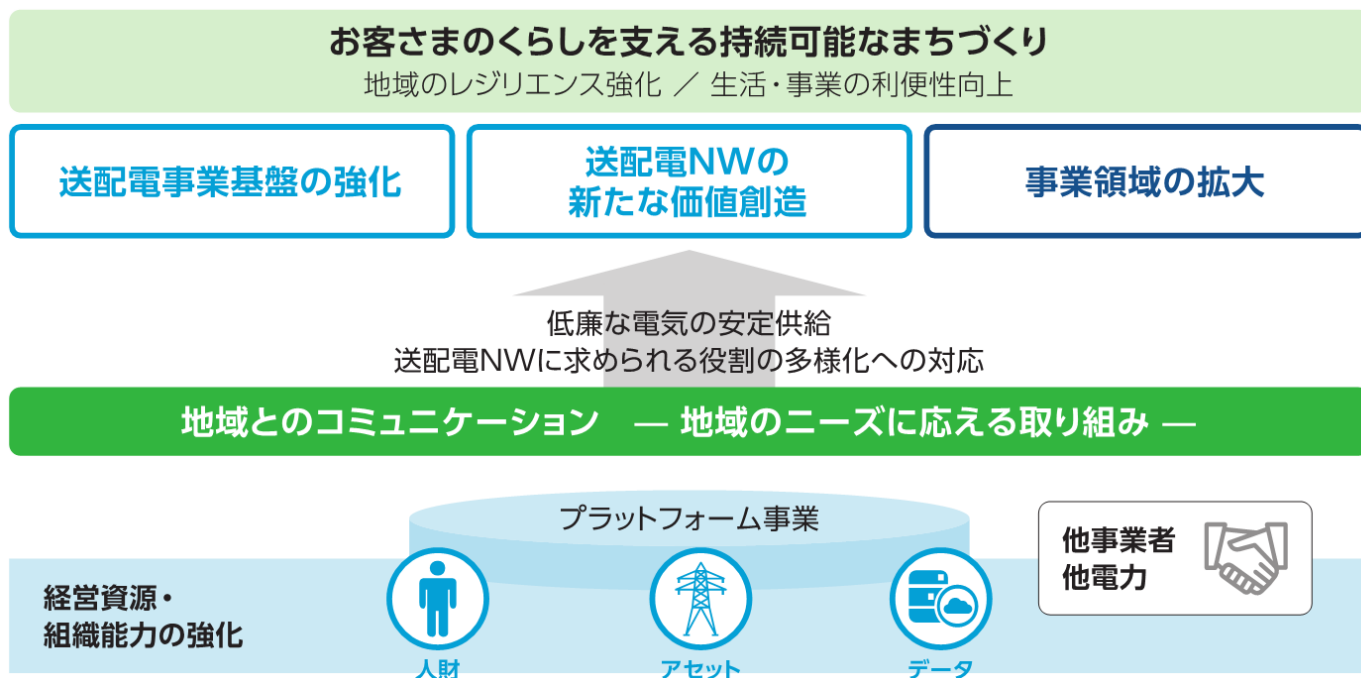 お客さまのくらしを支える持続可能なまちづくり
地域のレジリエンス強化 ／ 生活・事業の利便性向上
送配電事業基盤の強化
送配電NWの
新たな価値創造
事業領域の拡大
低廉な電気の安定供給
送配電NWに求められる役割の多様化への対応
地域とのコミュニケーション ― 地域のニーズに応える取り組み ―
プラットフォーム事業
他事業者
他電力
経営資源・
組織能力の強化
人財
アセット
データ